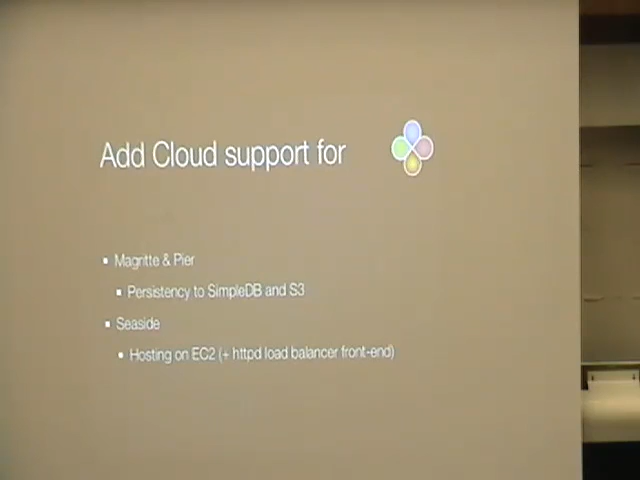 Add Cloud support for
Magritte & Pier
Persistency to SimpleDB and S3
Seaside
Hosting on EC2 (+ httpd load balancer front-end)